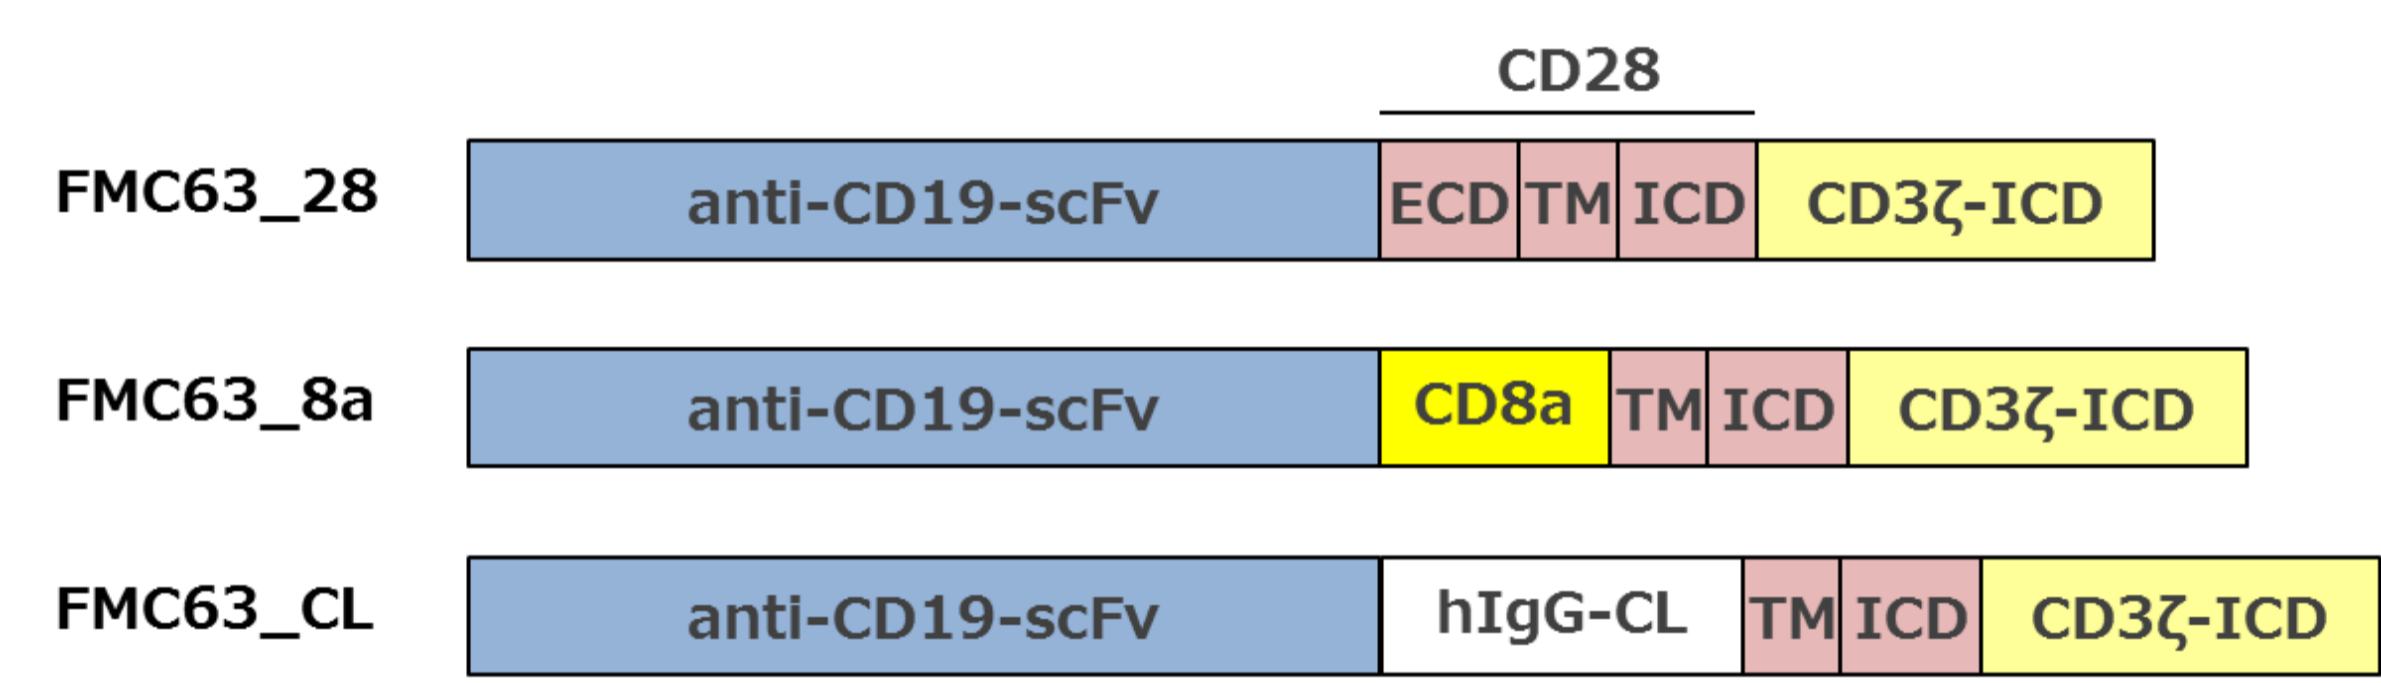 CD28
FMC63_28 anti-CD19-scFv ECD TM ICD CD3ζ-ICD
FMC63_8a anti-CD19-scFv CD8a TM ICD CD3ζ-ICD
FMC63_CL anti-CD19-scFv hIgG-CL TM ICD CD3ζ-ICD